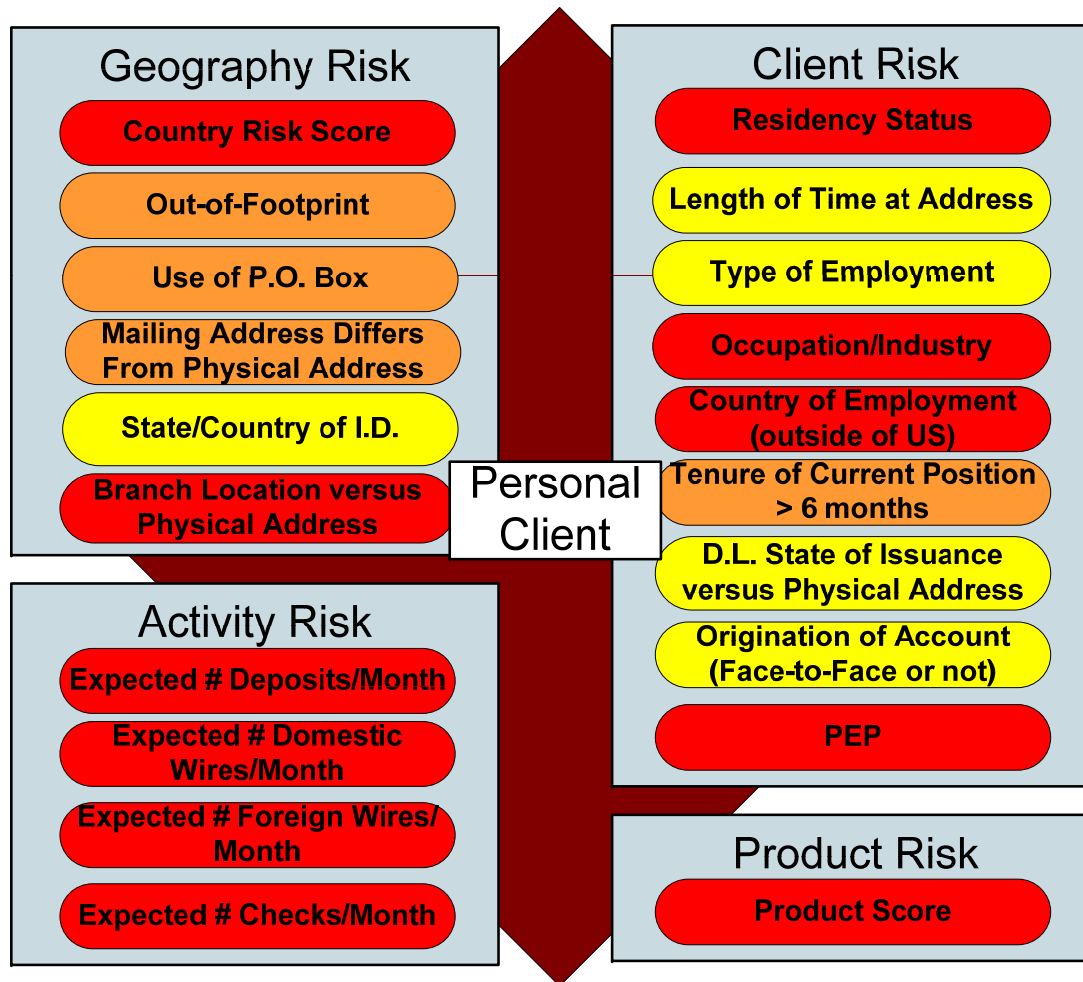 Geography Risk
Country Risk Score
Out-of-Footprint
Use of P.O. Box
Mailing Address Differs
From Physical Address
State/Country of I.D.
Branch Location versus
Physical Address
Personal
Client
Client Risk
Residency Status
Length of Time at Address
Type of Employment
Occupation/Industry
Country of Employment
(outside of US)
Tenure of Current Position
> 6 months
D.L. State of Issuance
versus Physical Address
Origination of Account
(Face-to-Face or not)
PEP
Activity Risk
Expected # Deposits/Month
Expected # Domestic
Wires/Month
Expected # Foreign Wires/
Month
Expected # Checks/Month
Product Risk
Product Score